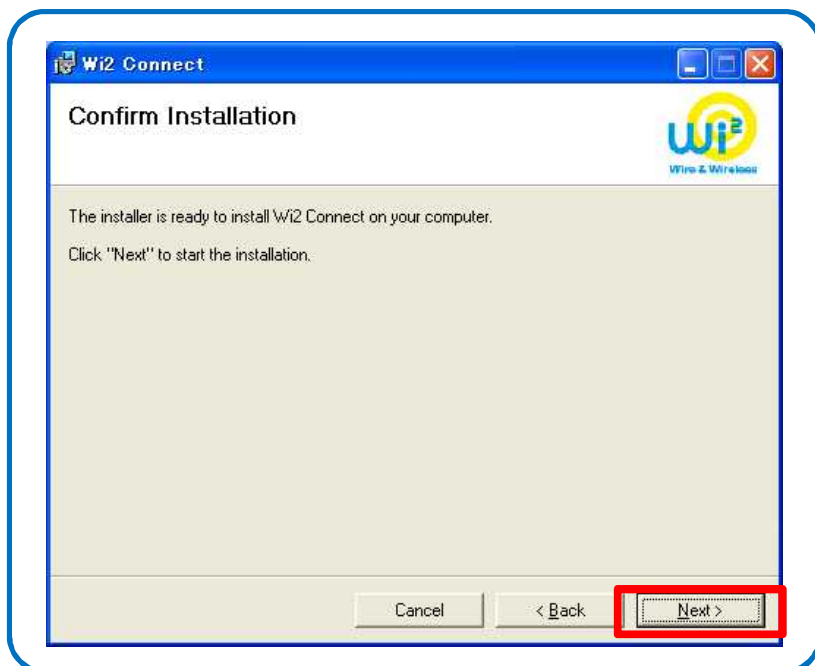 Wi2 Connect
Confirm Installation
Wi2
Wire & Wireless
The installer is ready to install Wi2 Connect on your computer.
Click "Next" to start the installation.
Cancel
< Back
Next >